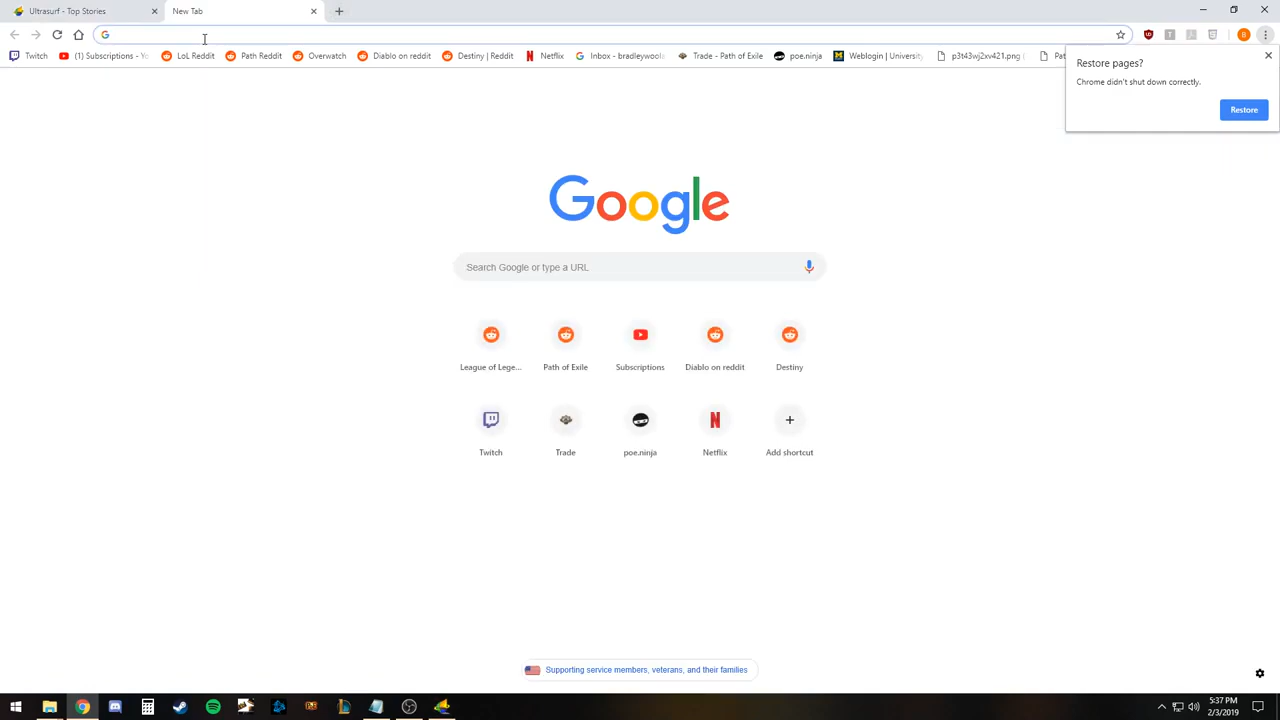 Ultrasurf - Top Stories
New Tab
Twitch
(1) Subscriptions - Yo
LoL Reddit
Path Reddit
Overwatch
Diablo on reddit
Destiny | Reddit
Netflix
Inbox - bradleywoola
Trade - Path of Exile
poe.ninja
Weblogin | University
p3t43wj2xv421.png (
Pat
Restore pages?
Chrome didn't shut down correctly.
Restore
Google
Search Google or type a URL
League of Lege...
Path of Exile
Subscriptions
Diablo on reddit
Destiny
Twitch
Trade
poe.ninja
Netflix
Add shortcut
Supporting service members, veterans, and their families
5:37 PM
2/3/2019